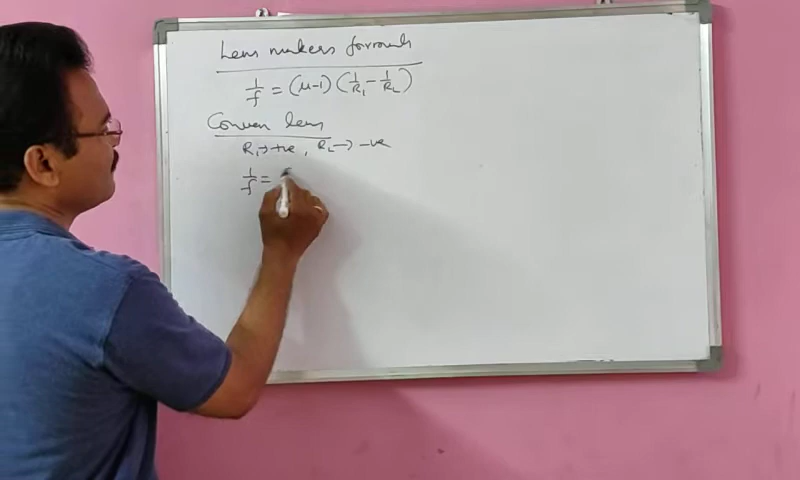 Lens makers formula
1/f = (μ-1) (1/R₁ - 1/R₂)
Convex lens
R₁→+ve, R₂→-ve
1/f =